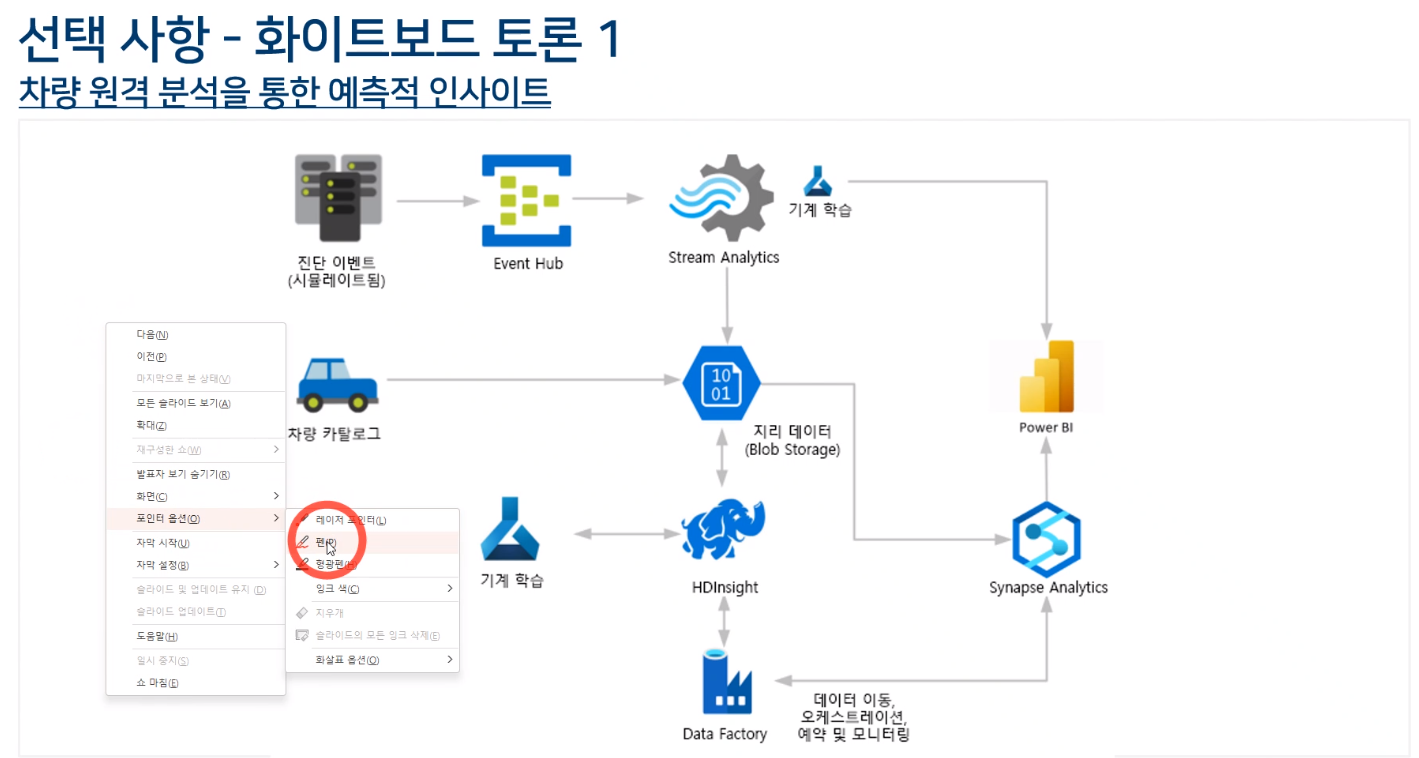 선택 사항 - 화이트보드 토론 1
차량 원격 분석을 통한 예측적 인사이트
진단 이벤트
(시뮬레이트됨)
Event Hub
Stream Analytics
기계 학습
차량 카탈로그
10
01
지리 데이터
(Blob Storage)
Power BI
기계 학습
HDInsight
Synapse Analytics
Data Factory
데이터 이동,
오케스트레이션,
예약 및 모니터링
다음(N)
이전(P)
마지막으로 본 상태(V)
모든 슬라이드 보기(A)
확대(Z)
재구성한 쇼(W)
발표자 보기 숨기기(R)
화면(C)
포인터 옵션(O)
자막 시작(U)
자막 설정(B)
슬라이드 및 업데이트 유지 (D)
슬라이드 업데이트(T)
도움말(H)
일시 중지(S)
쇼 마침(E)
레이저 포인터(L)
펜(P)
형광펜(H)
잉크 색(C)
지우개
슬라이드의 모든 잉크 삭제(E)
화살표 옵션(O)